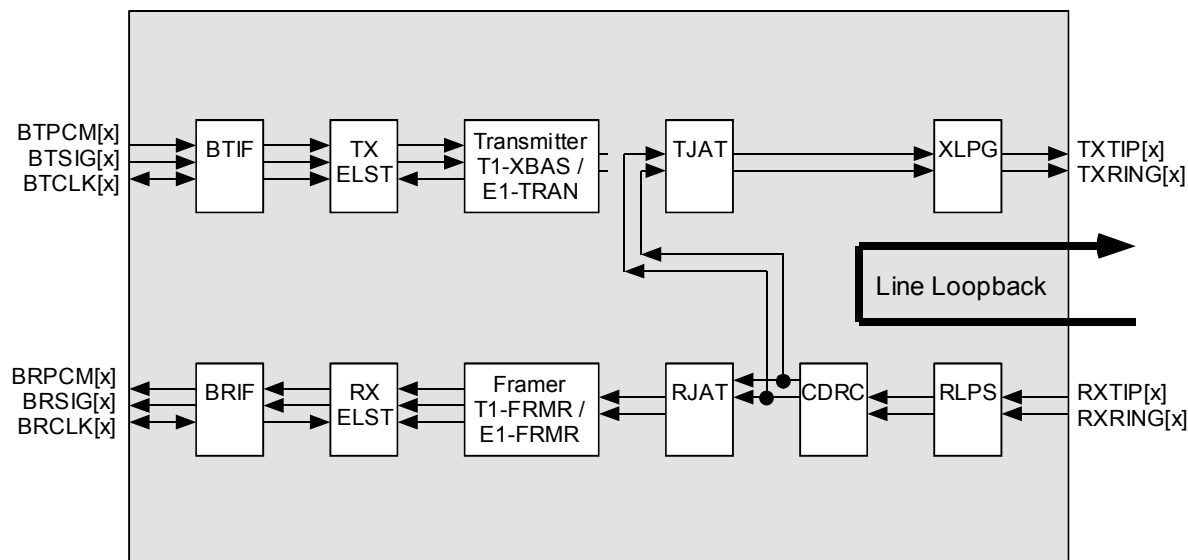 BTPCM[x]
BTSIG[x]
BTCLK[x]
BTIF
TX
ELST
Transmitter
T1-XBAS /
E1-TRAN
TJAT
XLPG
TXTIP[x]
TXRING[x]
Line Loopback
BRPCM[x]
BRSIG[x]
BRCLK[x]
BRIF
RX
ELST
Framer
T1-FRMR /
E1-FRMR
RJAT
CDRC
RLPS
RXTIP[x]
RXRING[x]